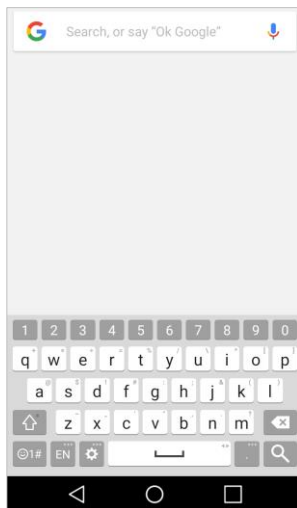 G Search, or say "Ok Google"
1 2 3 4 5 6 7 8 9 0
q w e r t y u i o p
a s d f g h j k l
z x c v b n m
1# EN .